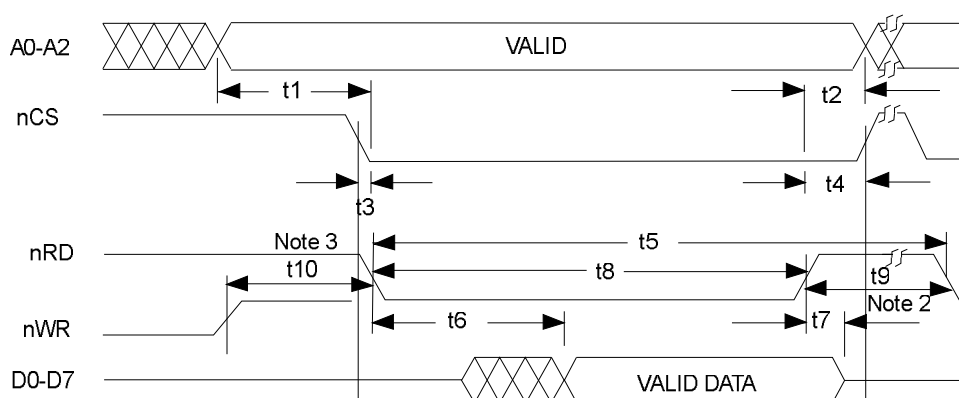 A0-A2
VALID
t1
t2
nCS
t3
t4
nRD
Note 3
t5
t10
t8
t9
Note 2
nWR
t6
t7
D0-D7
VALID DATA